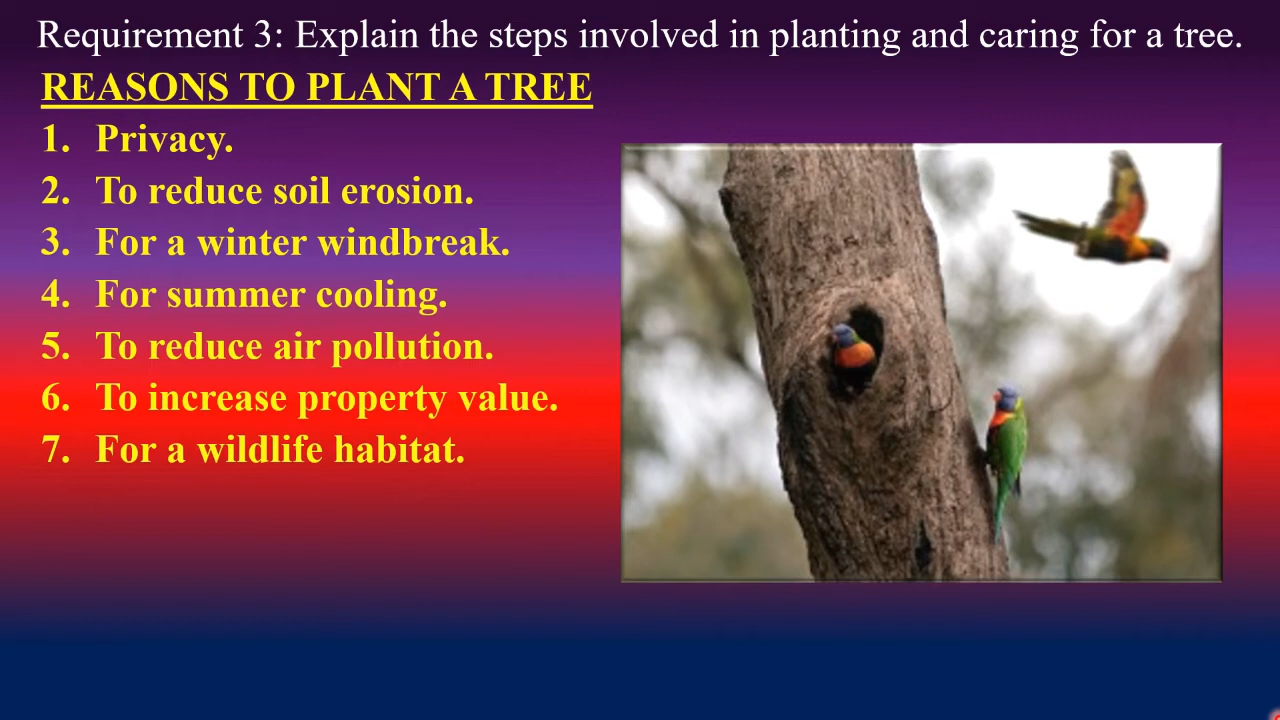 Requirement 3: Explain the steps involved in planting and caring for a tree.
REASONS TO PLANT A TREE
1. Privacy.
2. To reduce soil erosion.
3. For a winter windbreak.
4. For summer cooling.
5. To reduce air pollution.
6. To increase property value.
7. For a wildlife habitat.